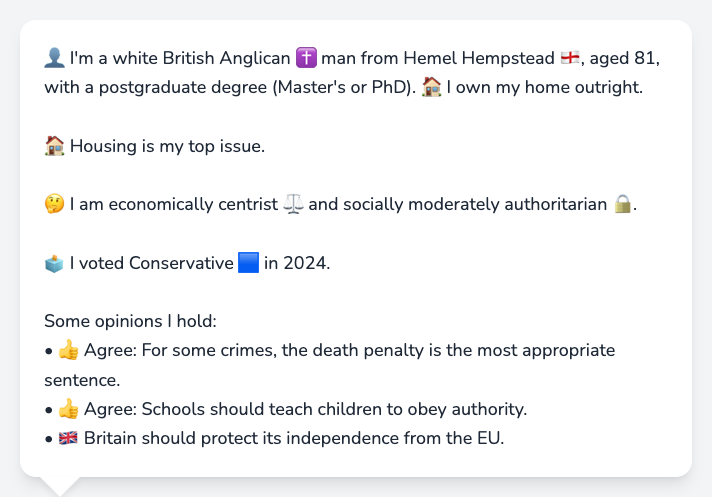 👤 I'm a white British Anglican ✝️ man from Hemel Hempstead 🏴󠁧󠁢󠁥󠁮󠁧󠁿, aged 81,
with a postgraduate degree (Master's or PhD). 🏠 I own my home outright.
🏠 Housing is my top issue.
🤔 I am economically centrist ⚖️ and socially moderately authoritarian 🔒.
🗳️ I voted Conservative 🟦 in 2024.
Some opinions I hold:
• 👍 Agree: For some crimes, the death penalty is the most appropriate
sentence.
• 👍 Agree: Schools should teach children to obey authority.
• 🇬🇧 Britain should protect its independence from the EU.